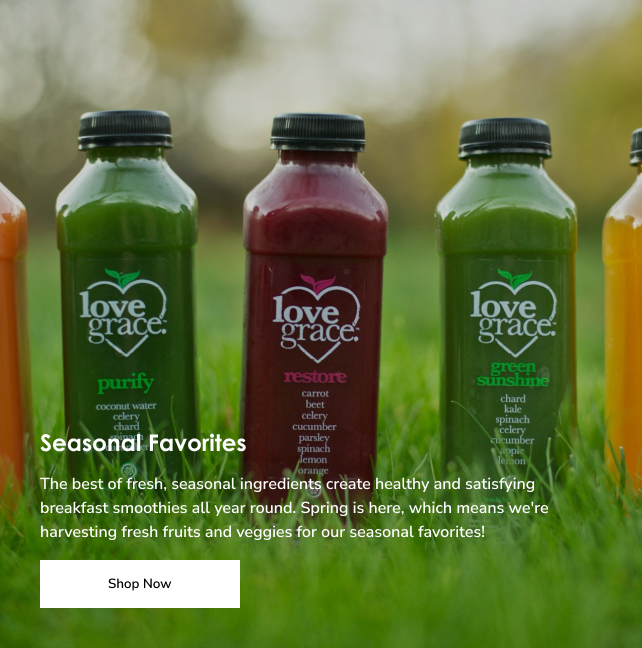 love
grace
purify
coconut water
celery
chard
spinach
love
grace
restore
carrot
beet
celery
cucumber
parsley
spinach
lemon
orange
love
grace
green
sunshine
chard
kale
spinach
celery
cucumber
apple
lemon
Seasonal Favorites
The best of fresh, seasonal ingredients create healthy and satisfying
breakfast smoothies all year round. Spring is here, which means we're
harvesting fresh fruits and veggies for our seasonal favorites!
Shop Now